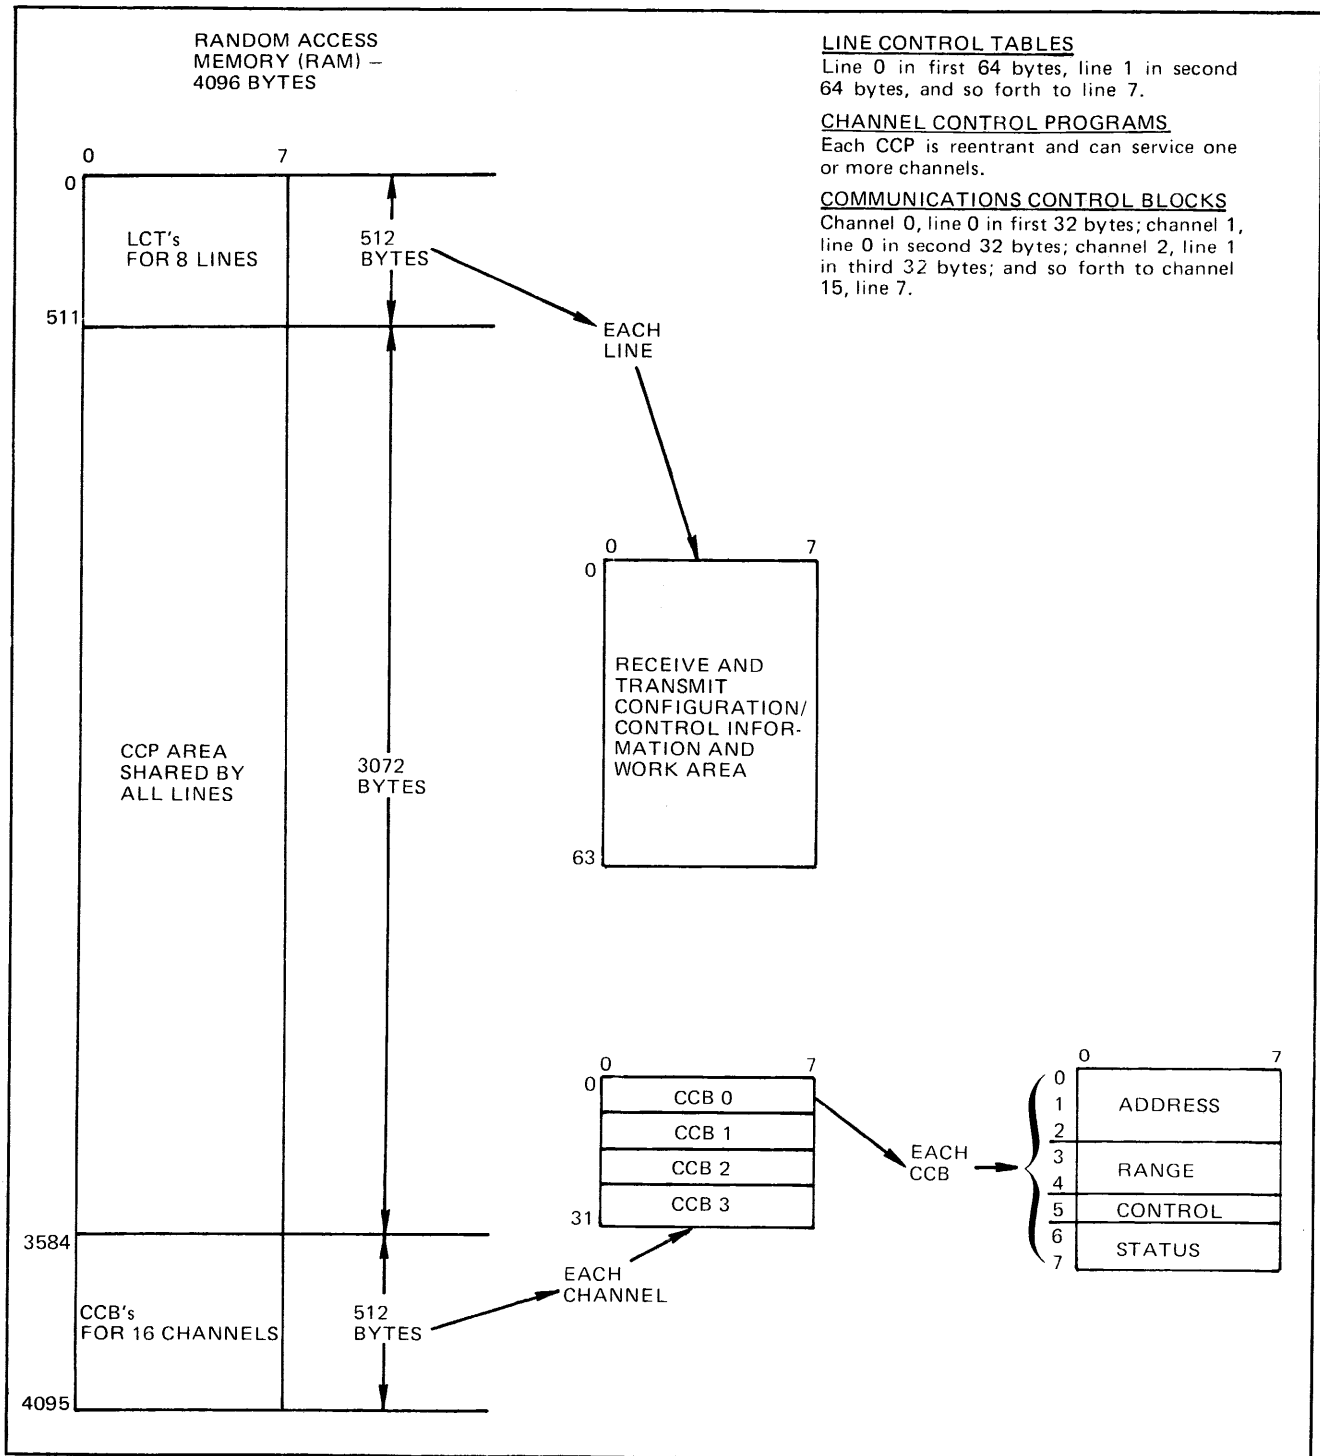 RANDOM ACCESS
MEMORY (RAM) –
4096 BYTES
LINE CONTROL TABLES
Line 0 in first 64 bytes, line 1 in second
64 bytes, and so forth to line 7.
CHANNEL CONTROL PROGRAMS
Each CCP is reentrant and can service one
or more channels.
COMMUNICATIONS CONTROL BLOCKS
Channel 0, line 0 in first 32 bytes; channel 1,
line 0 in second 32 bytes; channel 2, line 1
in third 32 bytes; and so forth to channel
15, line 7.
0 7
0
LCT's
FOR 8 LINES
512
BYTES
511
EACH
LINE
0 7
0
RECEIVE AND
TRANSMIT
CONFIGURATION/
CONTROL INFOR-
MATION AND
WORK AREA
63
CCP AREA
SHARED BY
ALL LINES
3072
BYTES
0 7
0
CCB 0
CCB 1
CCB 2
CCB 3
31
EACH
CCB
0 7
0
1
2
ADDRESS
3
4
RANGE
5
CONTROL
6
7
STATUS
3584
EACH
CHANNEL
CCB's
FOR 16 CHANNELS
512
BYTES
4095